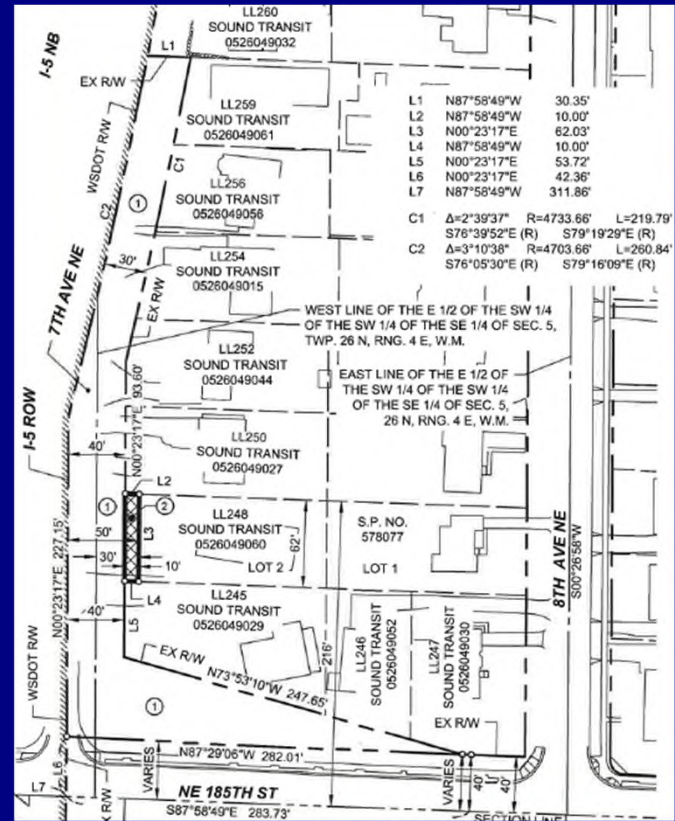 LL260
SOUND TRANSIT
0526049032
I-5 NB
L1
EX R/W
WSDOT R/W
LL259
SOUND TRANSIT
0526049061
C1
C2
L1 N87°58'49"W 30.35'
L2 N87°58'49"W 10.00'
L3 N00°23'17"E 62.03'
L4 N87°58'49"W 10.00'
L5 N00°23'17"E 53.72'
L6 N00°23'17"E 42.36'
L7 N87°58'49"W 311.86'
C1 Δ=2°39'37" R=4733.66' L=219.79'
S76°39'52"E (R) S79°19'29"E (R)
C2 Δ=3°10'38" R=4703.66' L=260.84'
S76°05'30"E (R) S79°16'09"E (R)
LL256
SOUND TRANSIT
0526049056
1
30'
LL254
SOUND TRANSIT
0526049015
7TH AVE NE
EX R/W
WEST LINE OF THE E 1/2 OF THE SW 1/4
OF THE SW 1/4 OF THE SE 1/4 OF SEC. 5,
TWP. 26 N, RNG. 4 E, W.M.
EAST LINE OF THE E 1/2 OF
THE SW 1/4 OF THE SW 1/4
OF THE SE 1/4 OF SEC. 5,
26 N, RNG. 4 E, W.M.
LL252
SOUND TRANSIT
0526049044
N00°23'17"E 93.60'
I-5 ROW
40'
LL250
SOUND TRANSIT
0526049027
L2
1
2
L3
50'
30'
10'
LL248
SOUND TRANSIT
0526049060
LOT 2
62'
S.P. NO.
578077
LOT 1
8TH AVE NE
S00°26'58"W
N00°23'17"E 227.15'
L4
40'
L5
LL245
SOUND TRANSIT
0526049029
LL246
SOUND TRANSIT
0526049052
LL247
SOUND TRANSIT
0526049030
216'
WSDOT R/W
EX R/W
N73°53'10"W 247.65'
1
EX R/W
N87°29'06"W 282.01'
VARIES
VARIES
40'
40'
L6
L7
NE 185TH ST
S87°58'49"E 283.73'
SECTION LINE